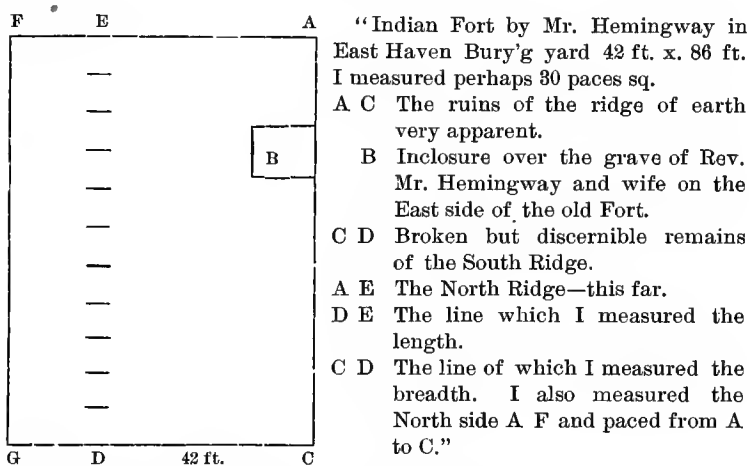 F E A
B
G D 42 ft. C
“Indian Fort by Mr. Hemingway in
East Haven Bury'g yard 42 ft. x. 86 ft.
I measured perhaps 30 paces sq.
A C The ruins of the ridge of earth
very apparent.
B Inclosure over the grave of Rev.
Mr. Hemingway and wife on the
East side of the old Fort.
C D Broken but discernible remains
of the South Ridge.
A E The North Ridge—this far.
D E The line which I measured the
length.
C D The line of which I measured the
breadth. I also measured the
North side A F and paced from A
to C.”